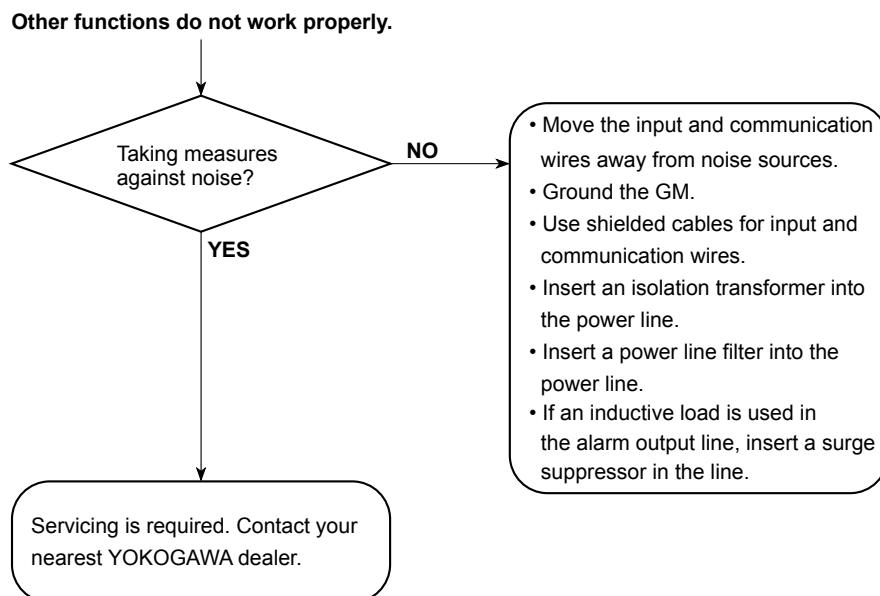 Other functions do not work properly.
Taking measures
against noise?
NO
YES
• Move the input and communication
wires away from noise sources.
• Ground the GM.
• Use shielded cables for input and
communication wires.
• Insert an isolation transformer into
the power line.
• Insert a power line filter into the
power line.
• If an inductive load is used in
the alarm output line, insert a surge
suppressor in the line.
Servicing is required. Contact your
nearest YOKOGAWA dealer.